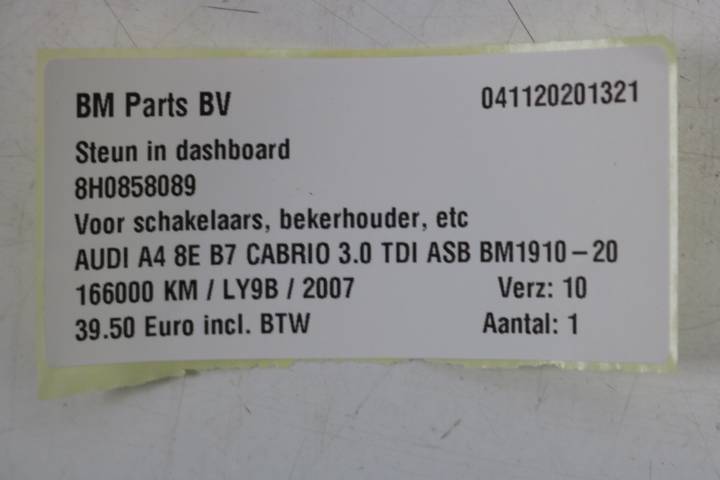 BM Parts BV 041120201321
Steun in dashboard
8H0858089
Voor schakelaars, bekerhouder, etc
AUDI A4 8E B7 CABRIO 3.0 TDI ASB BM1910-20
166000 KM / LY9B / 2007 Verz: 10
39.50 Euro incl. BTW Aantal: 1